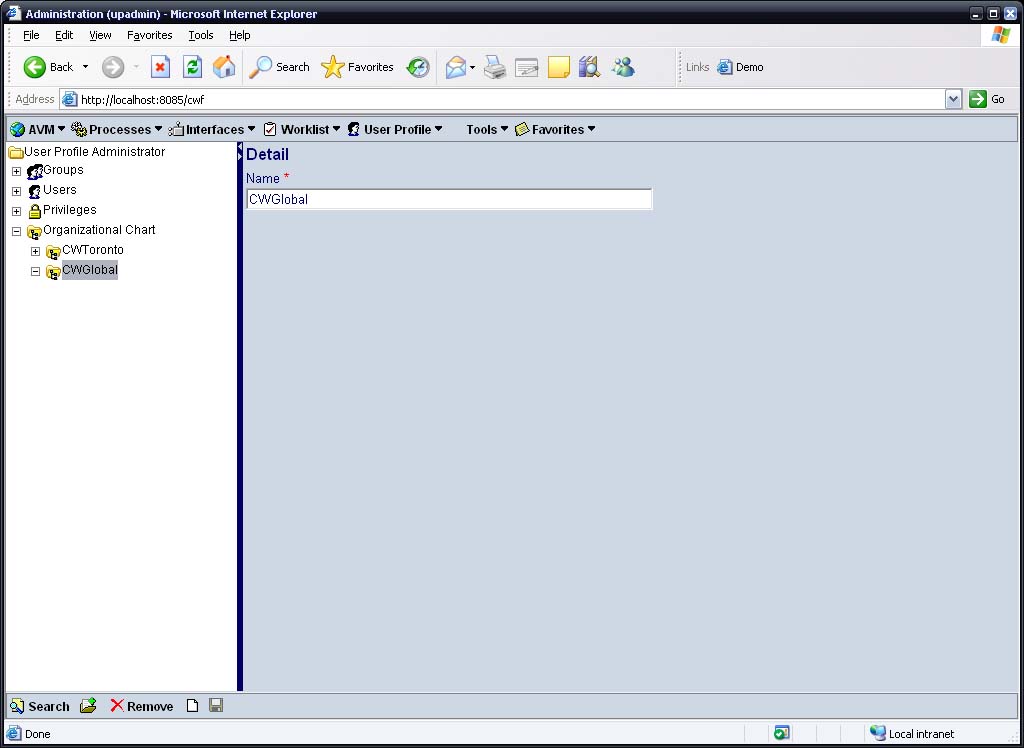 Administration (upadmin) - Microsoft Internet Explorer
File Edit View Favorites Tools Help
Back Search Favorites Links Demo
Address http://localhost:8085/cwf Go
AVM Processes Interfaces Worklist User Profile Tools Favorites
User Profile Administrator
Groups
Users
Privileges
Organizational Chart
CWToronto
CWGlobal
Detail
Name *
CWGlobal
Search Remove
Done Local intranet